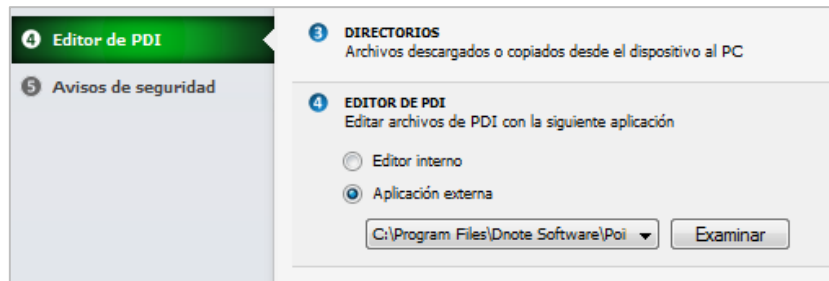 4 Editor de PDI
5 Avisos de seguridad
3 DIRECTORIOS
Archivos descargados o copiados desde el dispositivo al PC
4 EDITOR DE PDI
Editar archivos de PDI con la siguiente aplicación
Editor interno
Aplicación externa
C:\Program Files\Dnote Software\Poi Examinar